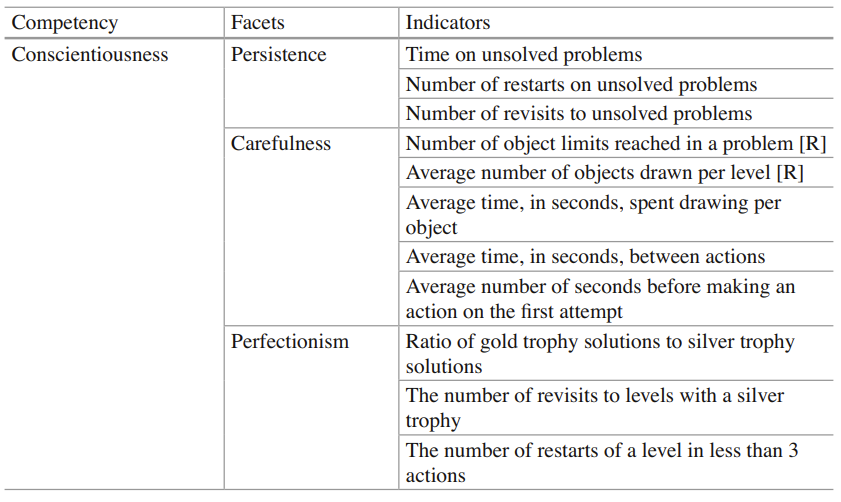 Competency Facets Indicators
Conscientiousness Persistence Time on unsolved problems
Number of restarts on unsolved problems
Number of revisits to unsolved problems
Carefulness Number of object limits reached in a problem [R]
Average number of objects drawn per level [R]
Average time, in seconds, spent drawing per
object
Average time, in seconds, between actions
Average number of seconds before making an
action on the first attempt
Perfectionism Ratio of gold trophy solutions to silver trophy
solutions
The number of revisits to levels with a silver
trophy
The number of restarts of a level in less than 3
actions